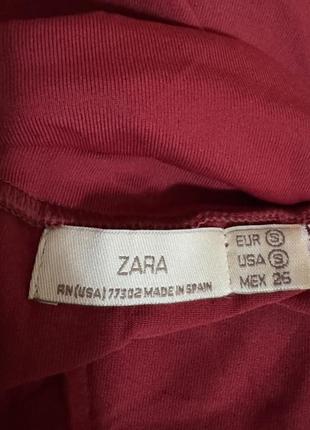 ZARA
RN(USA)77302 MADE IN SPAIN
EUR S
USA S
MEX 26